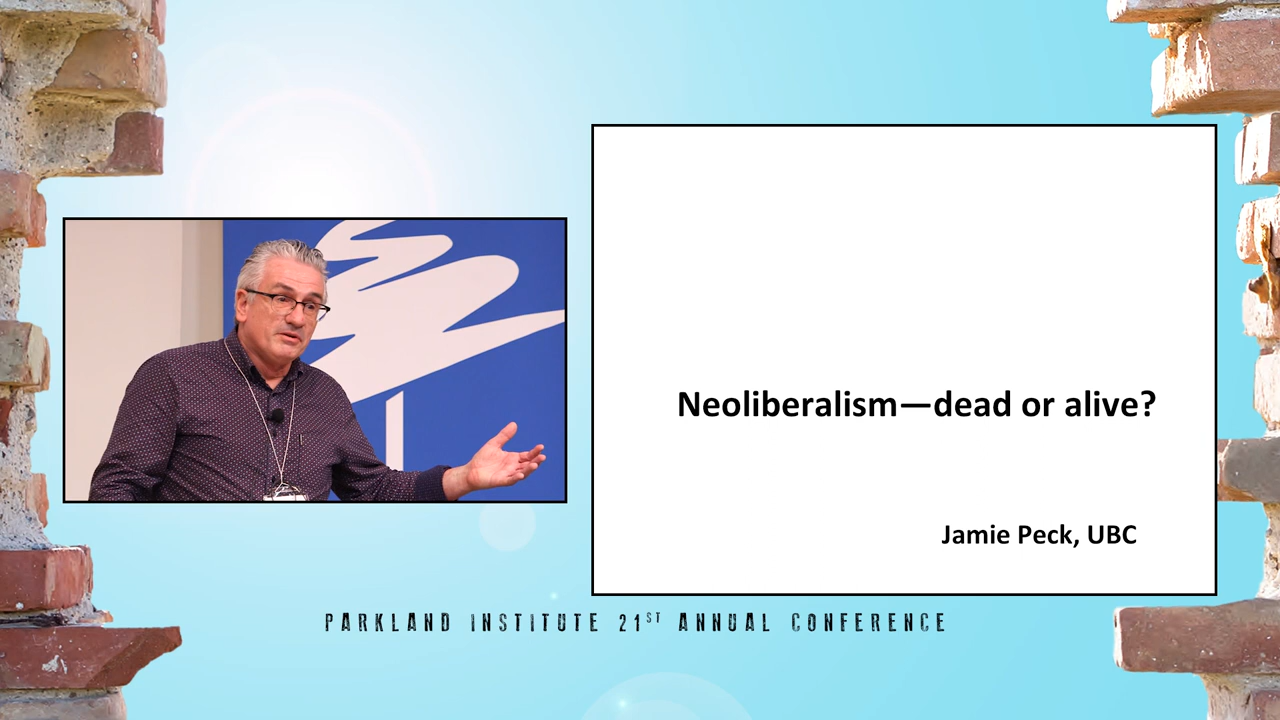 Neoliberalism—dead or alive?
Jamie Peck, UBC
PARKLAND INSTITUTE 21ST ANNUAL CONFERENCE